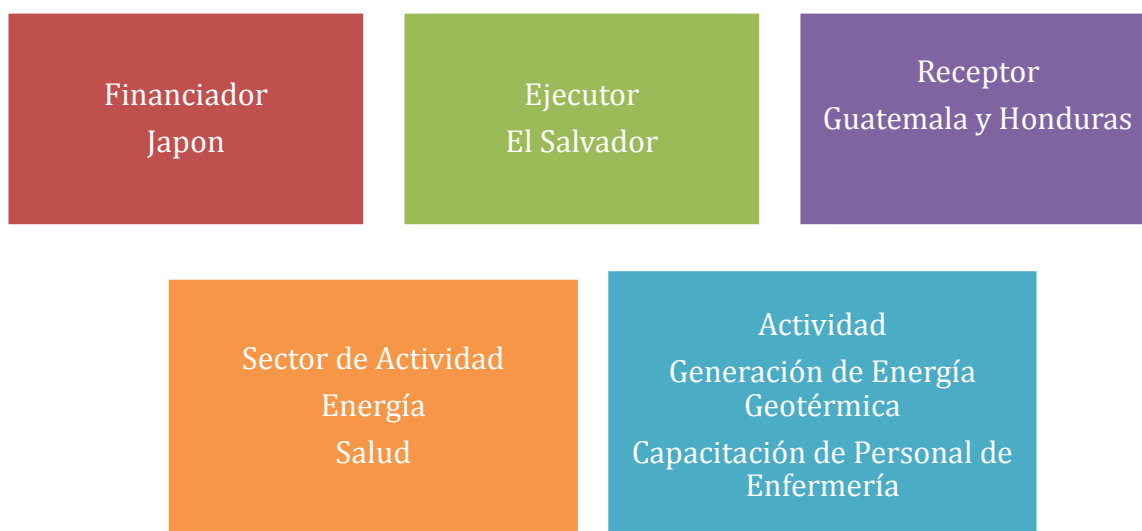 Financiador
Japon
Ejecutor
El Salvador
Receptor
Guatemala y Honduras
Sector de Actividad
Energía
Salud
Actividad
Generación de Energía
Geotérmica
Capacitación de Personal de
Enfermería